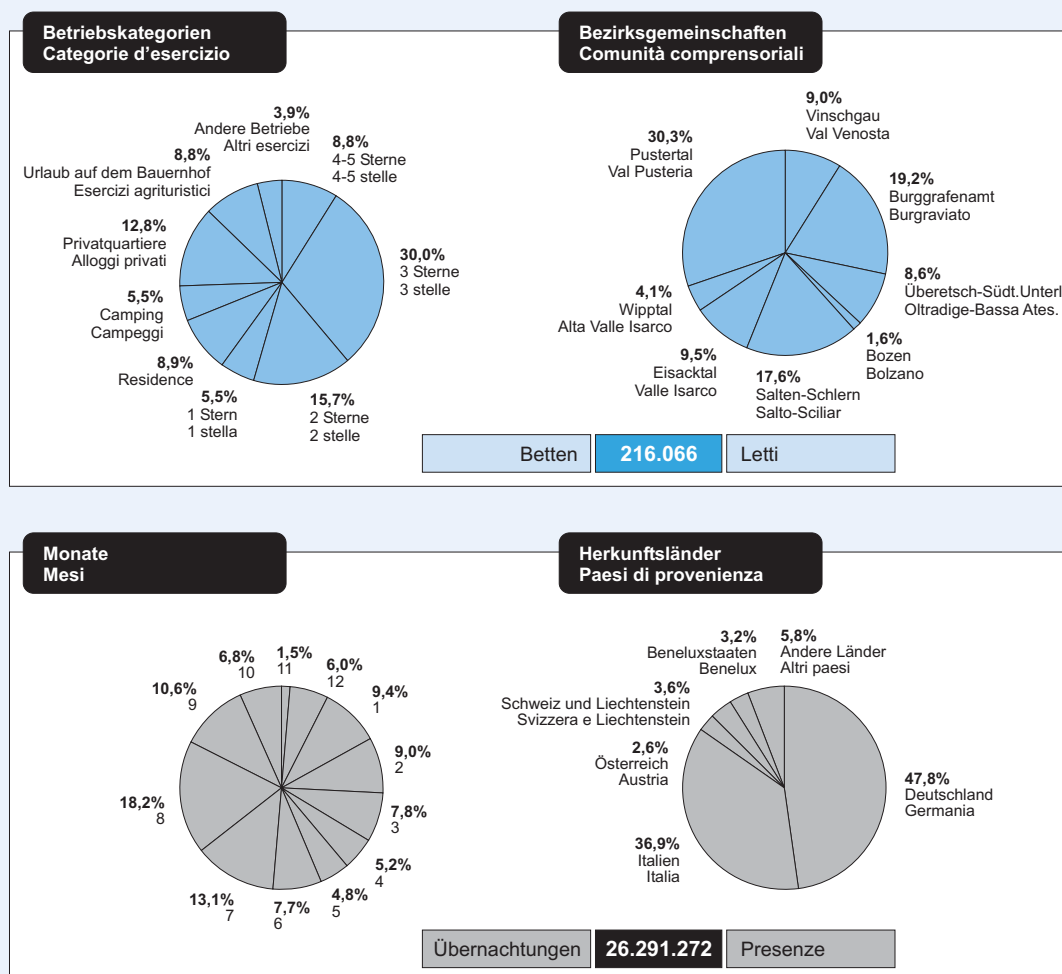 Betriebskategorien
Categorie d'esercizio
3,9%
Andere Betriebe
Altri esercizi
8,8%
4-5 Sterne
4-5 stelle
8,8%
Urlaub auf dem Bauernhof
Esercizi agrituristici
12,8%
Privatquartiere
Alloggi privati
30,0%
3 Sterne
3 stelle
5,5%
Camping
Campeggi
8,9%
Residence
5,5%
1 Stern
1 stella
15,7%
2 Sterne
2 stelle
Bezirksgemeinschaften
Comunità comprensoriali
9,0%
Vinschgau
Val Venosta
30,3%
Pustertal
Val Pusteria
19,2%
Burggrafenamt
Burgraviato
8,6%
Überetsch-Südt.Unterl
Oltradige-Bassa Ates.
4,1%
Wipptal
Alta Valle Isarco
1,6%
Bozen
Bolzano
9,5%
Eisacktal
Valle Isarco
17,6%
Salten-Schlern
Salto-Sciliar
Betten 216.066 Letti
Monate
Mesi
6,8%
10
1,5%
11
6,0%
12
10,6%
9
9,4%
1
9,0%
2
18,2%
8
7,8%
3
5,2%
4
13,1%
7
7,7%
6
4,8%
5
Herkunftsländer
Paesi di provenienza
3,2%
Beneluxstaaten
Benelux
5,8%
Andere Länder
Altri paesi
3,6%
Schweiz und Liechtenstein
Svizzera e Liechtenstein
2,6%
Österreich
Austria
47,8%
Deutschland
Germania
36,9%
Italien
Italia
Übernachtungen 26.291.272 Presenze